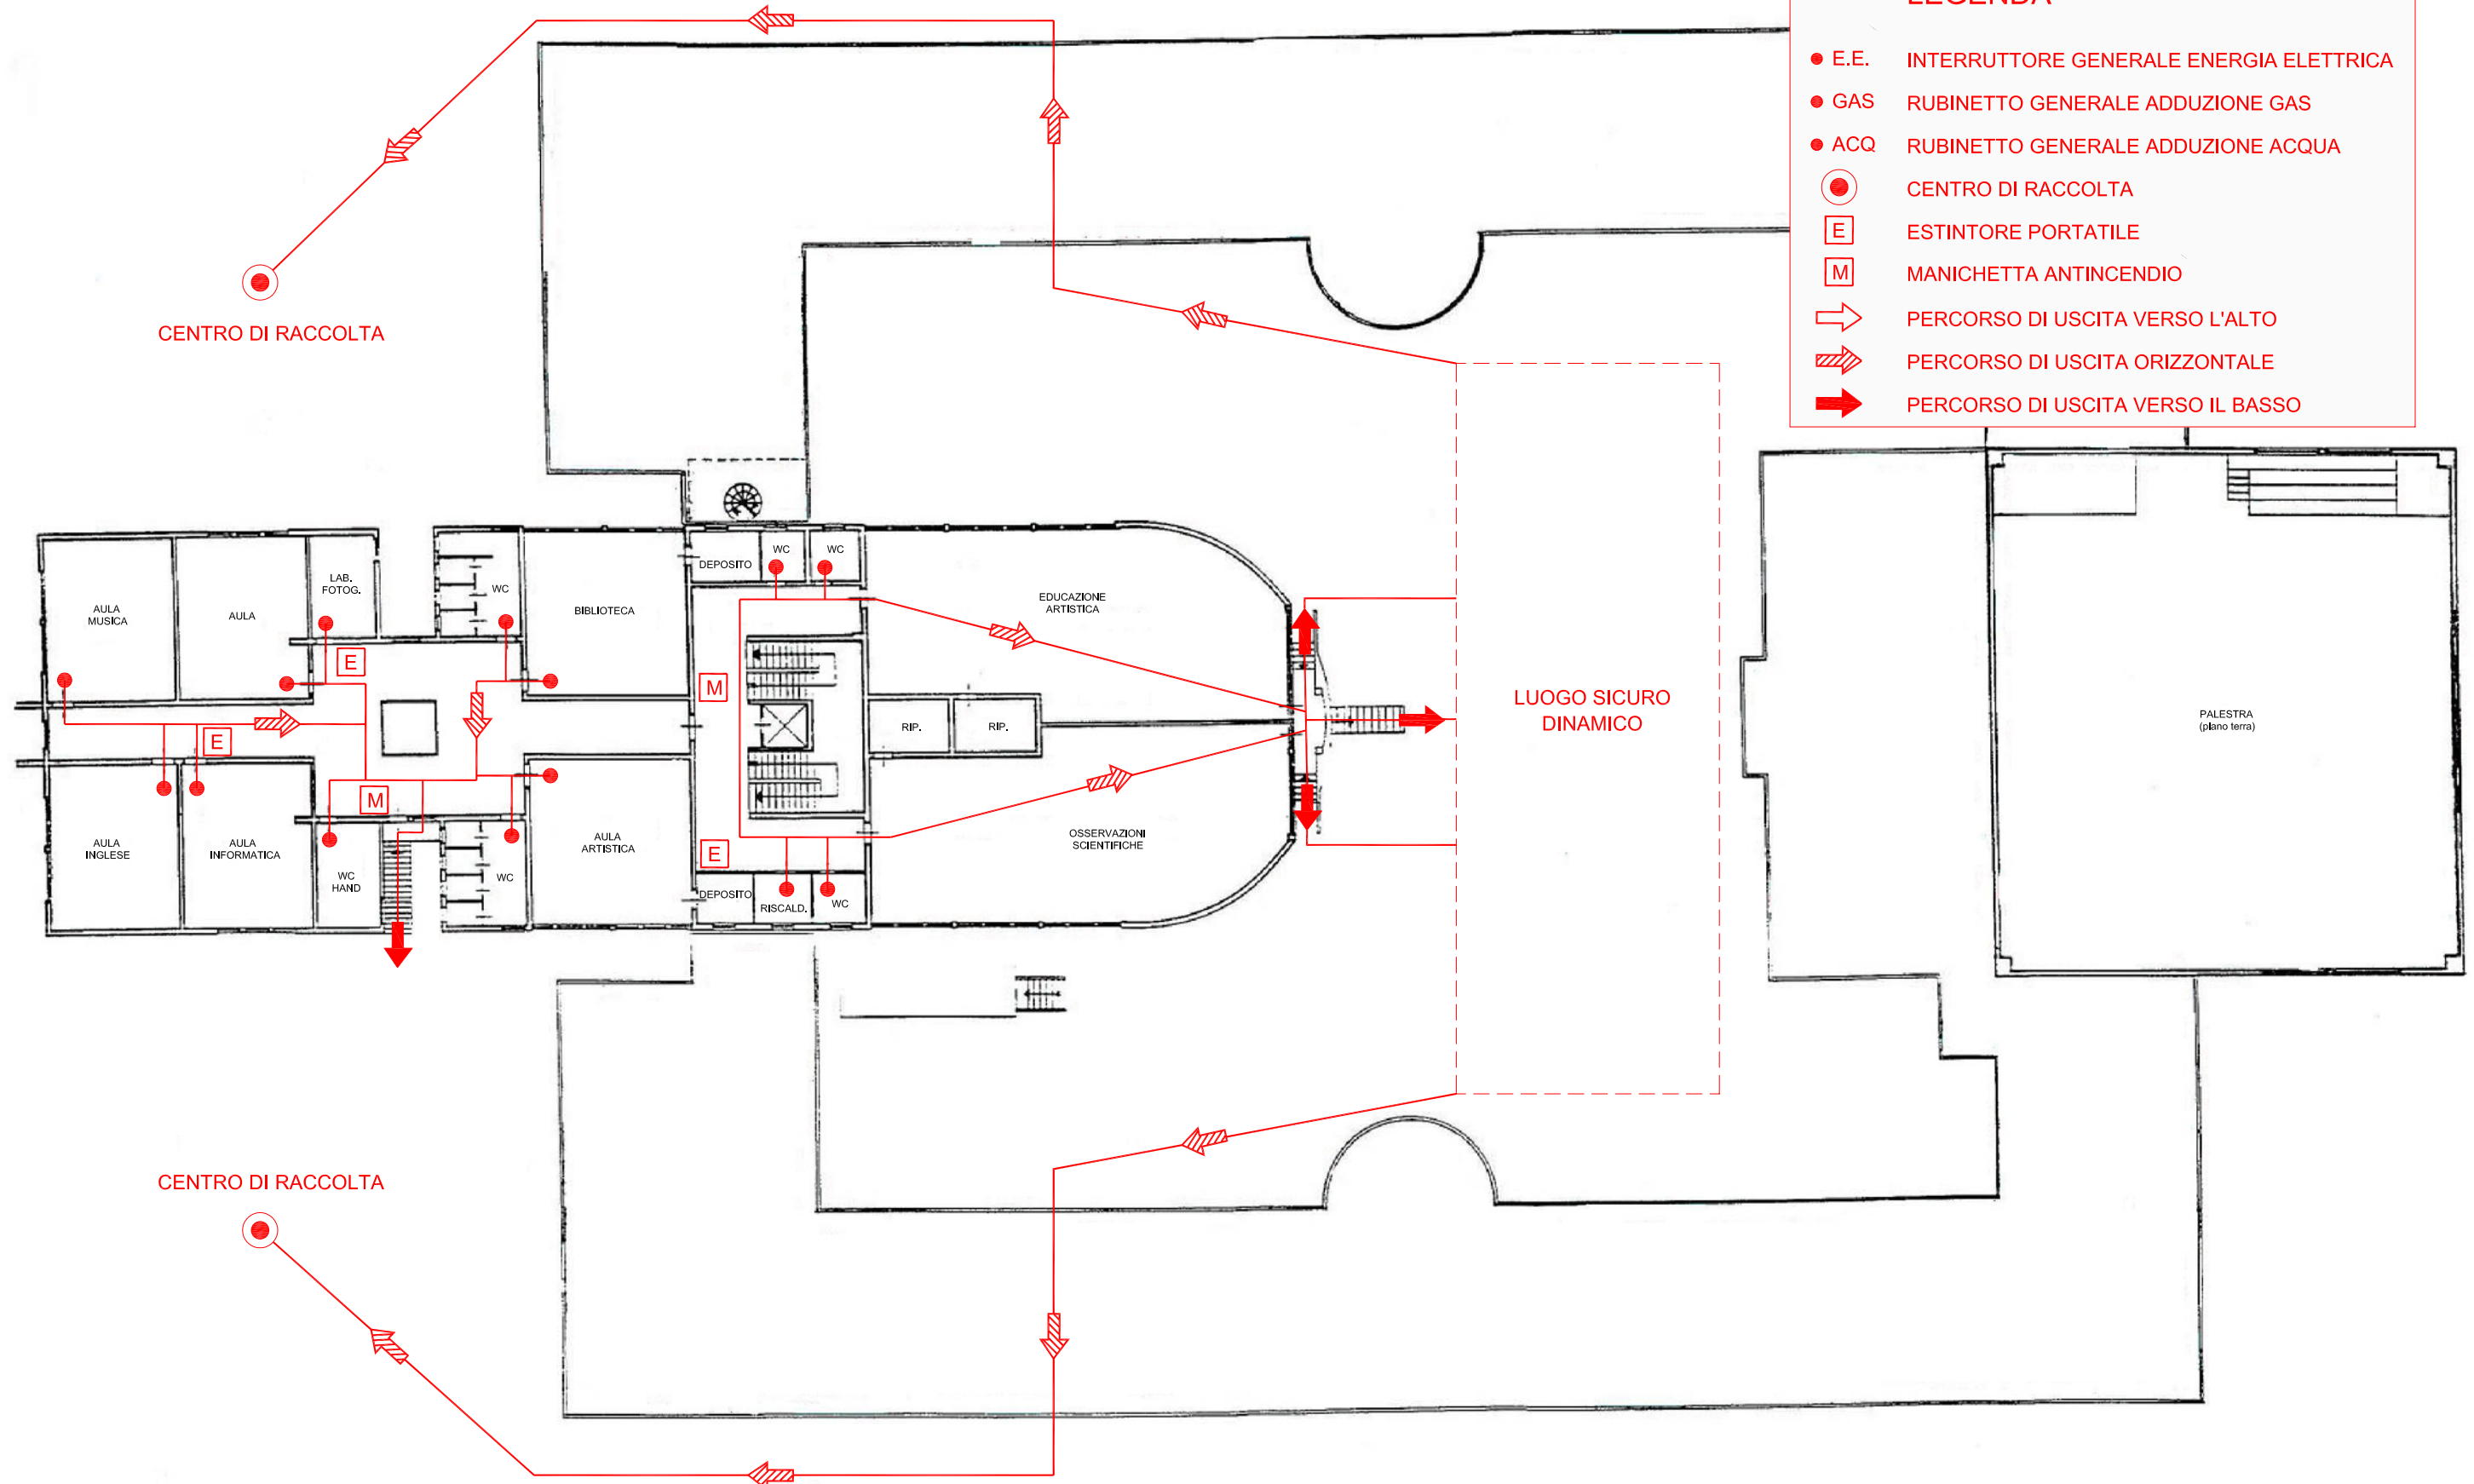 LEGENDA
E.E. INTERRUTTORE GENERALE ENERGIA ELETTRICA
GAS RUBINETTO GENERALE ADDUZIONE GAS
ACQ RUBINETTO GENERALE ADDUZIONE ACQUA
CENTRO DI RACCOLTA
E ESTINTORE PORTATILE
M MANICHETTA ANTINCENDIO
PERCORSO DI USCITA VERSO L'ALTO
PERCORSO DI USCITA ORIZZONTALE
PERCORSO DI USCITA VERSO IL BASSO
CENTRO DI RACCOLTA
AULA
MUSICA
AULA
LAB.
FOTOG.
WC
BIBLIOTECA
DEPOSITO
WC
WC
EDUCAZIONE
ARTISTICA
E
M
E
M
RIP.
RIP.
LUOGO SICURO
DINAMICO
PALESTRA
(piano terra)
AULA
INGLESE
AULA
INFORMATICA
WC
HAND
WC
AULA
ARTISTICA
E
DEPOSITO
RISCALD.
WC
OSSERVAZIONI
SCIENTIFICHE
CENTRO DI RACCOLTA